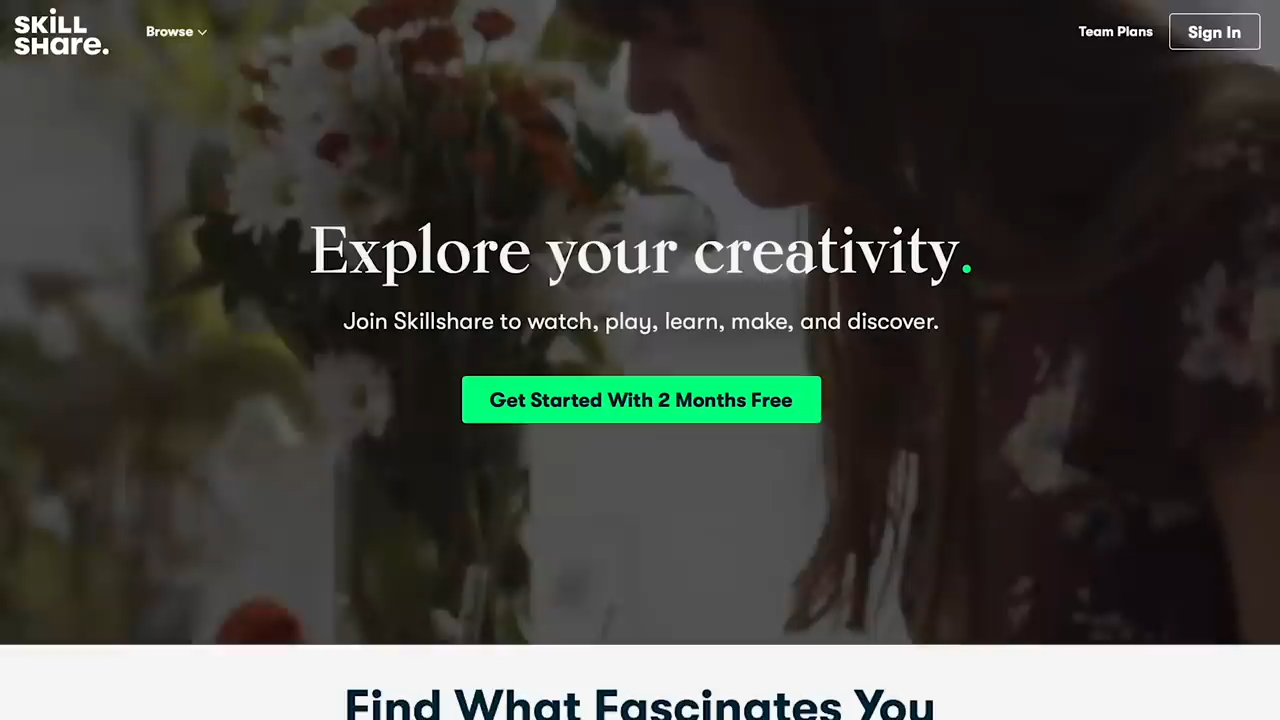 SKiLL
SHare.
Browse
Team Plans
Sign In
Explore your creativity.
Join Skillshare to watch, play, learn, make, and discover.
Get Started With 2 Months Free
Find What Fascinates You